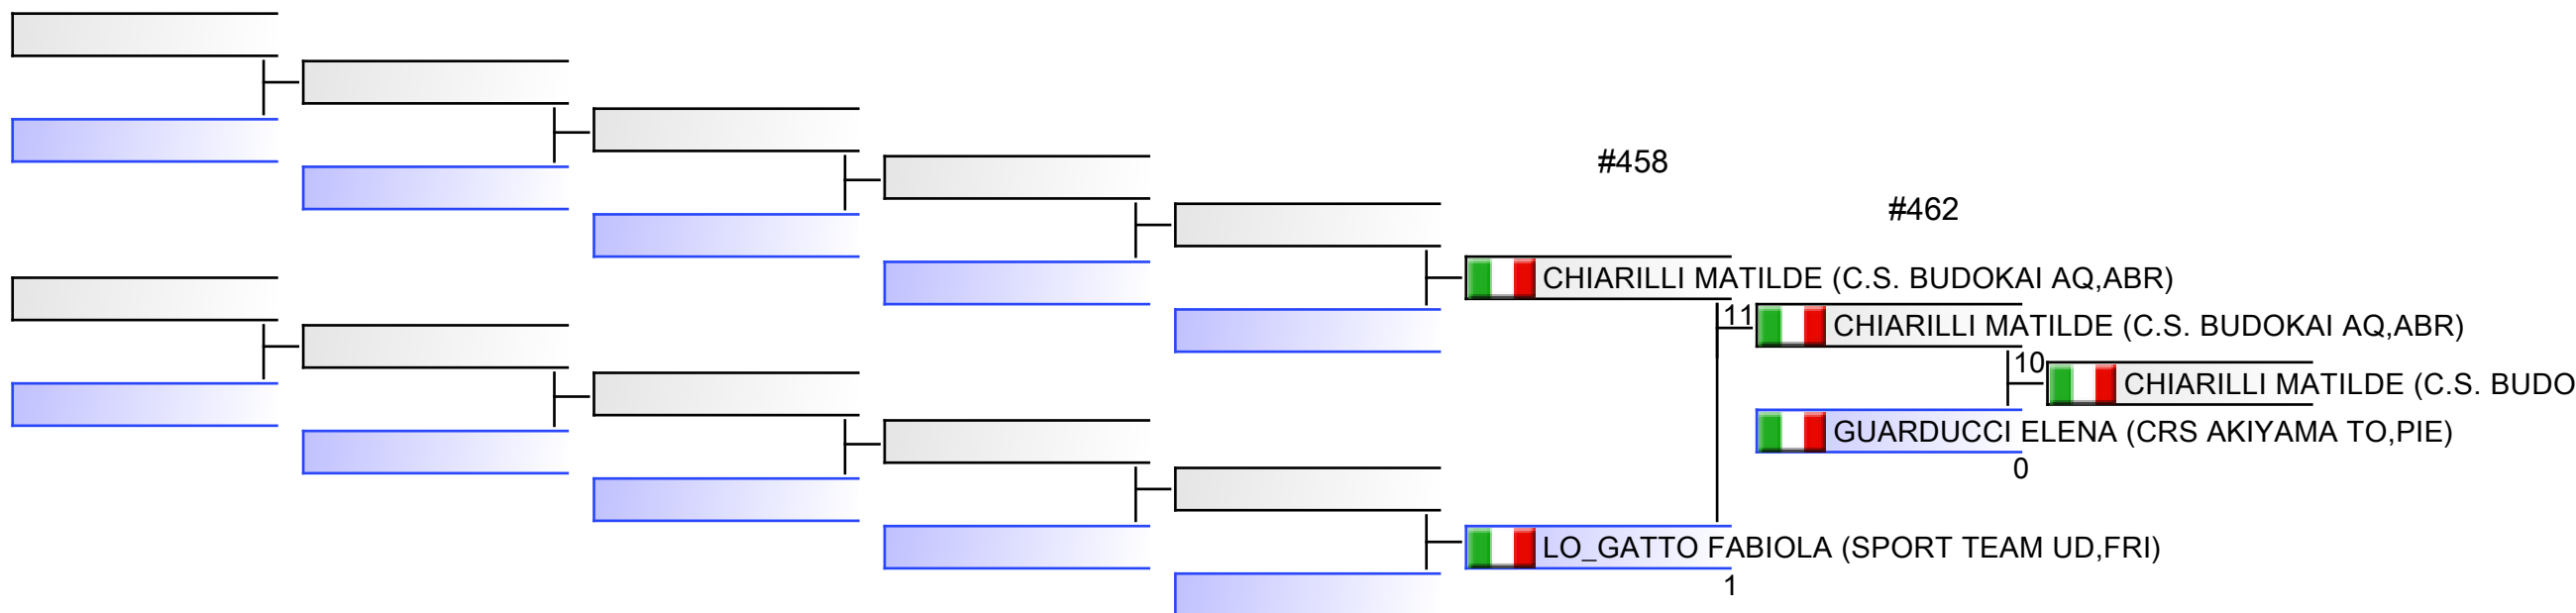 #458
#462
CHIARILLI MATILDE (C.S. BUDOKAI AQ,ABR)
11
CHIARILLI MATILDE (C.S. BUDOKAI AQ,ABR)
10
CHIARILLI MATILDE (C.S. BUDO
GUARDUCCI ELENA (CRS AKIYAMA TO,PIE)
0
LO_GATTO FABIOLA (SPORT TEAM UD,FRI)
1